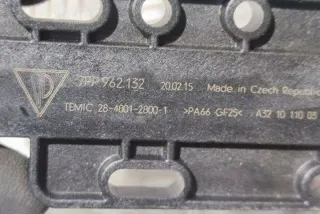 7PP 962.132 20.02.15 Made in Czech Republic
TEMIC 28-4001-2800-1 >PA66 GF25< A32 10 110 03